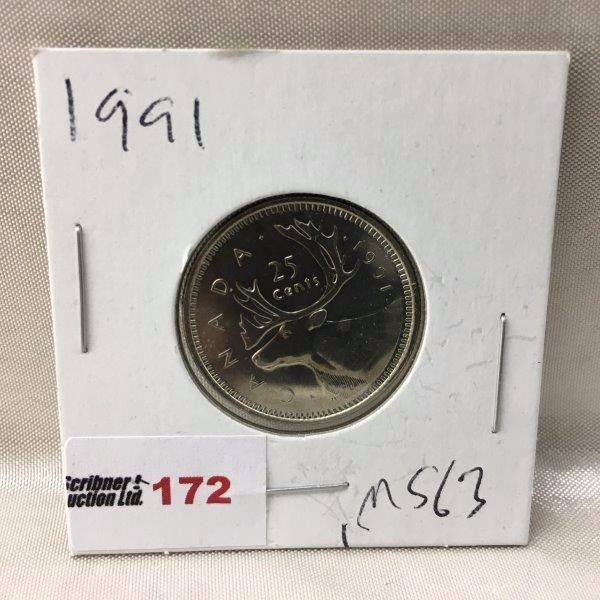 1991
25
cents
CANADA
1991
Scribner
Auction Ltd.
172
MS63